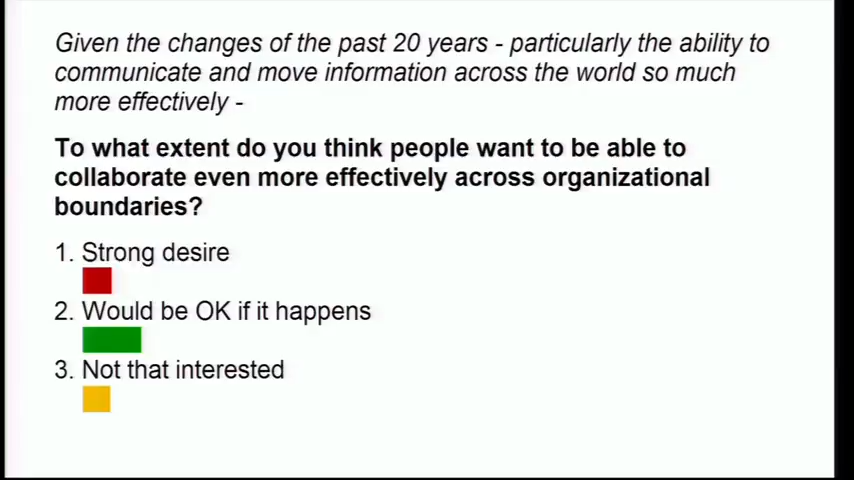 Given the changes of the past 20 years - particularly the ability to
communicate and move information across the world so much
more effectively -
To what extent do you think people want to be able to
collaborate even more effectively across organizational
boundaries?
1. Strong desire
2. Would be OK if it happens
3. Not that interested